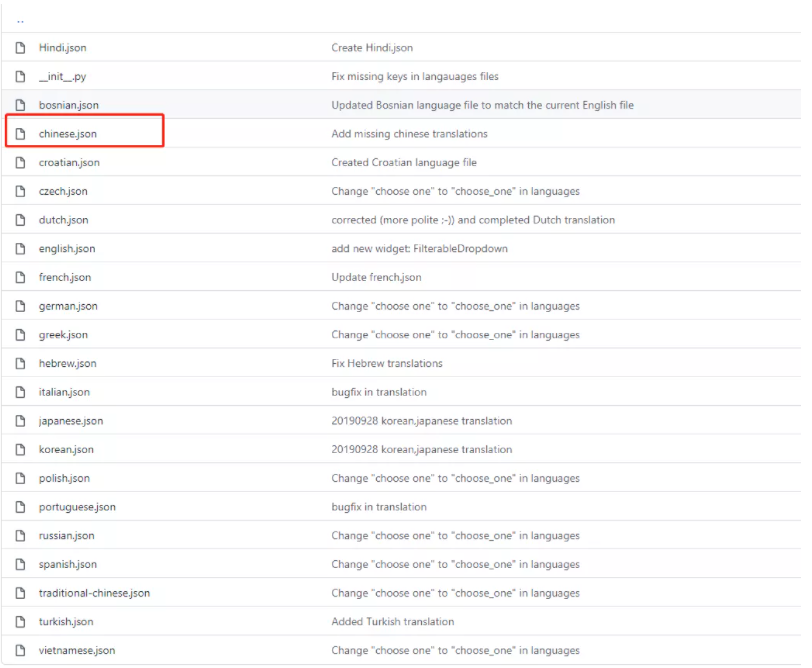 ..
Hindi.json Create Hindi.json
__init__.py Fix missing keys in langauages files
bosnian.json Updated Bosnian language file to match the current English file
chinese.json Add missing chinese translations
croatian.json Created Croatian language file
czech.json Change "choose one" to "choose_one" in languages
dutch.json corrected (more polite :-)) and completed Dutch translation
english.json add new widget: FilterableDropdown
french.json Update french.json
german.json Change "choose one" to "choose_one" in languages
greek.json Change "choose one" to "choose_one" in languages
hebrew.json Fix Hebrew translations
italian.json bugfix in translation
japanese.json 20190928 korean,japanese translation
korean.json 20190928 korean,japanese translation
polish.json Change "choose one" to "choose_one" in languages
portuguese.json bugfix in translation
russian.json Change "choose one" to "choose_one" in languages
spanish.json Change "choose one" to "choose_one" in languages
traditional-chinese.json Change "choose one" to "choose_one" in languages
turkish.json Added Turkish translation
vietnamese.json Change "choose one" to "choose_one" in languages